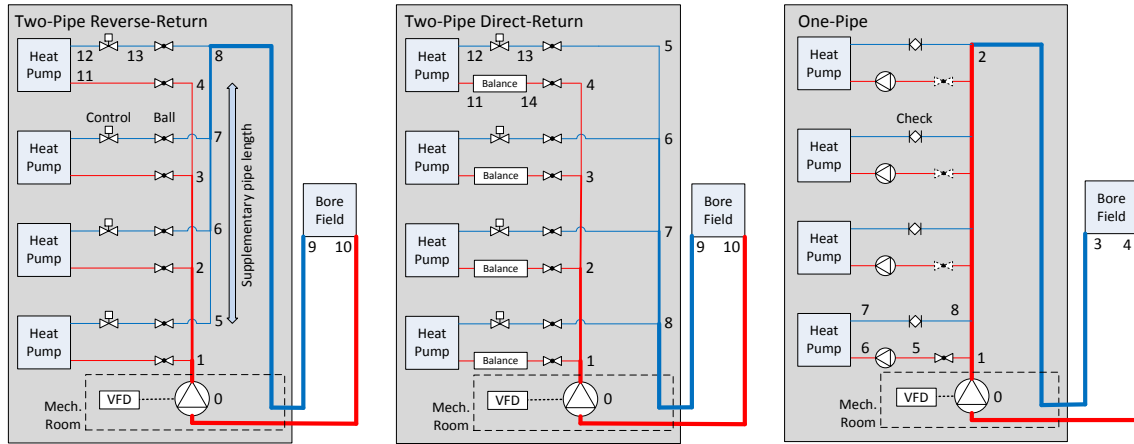 Two-Pipe Reverse-Return
Heat
Pump
12
13
8
11
4
Control
Ball
Heat
Pump
7
3
Supplementary pipe length
Heat
Pump
6
2
Bore
Field
9
10
Heat
Pump
5
1
VFD
0
Mech.
Room
Two-Pipe Direct-Return
Heat
Pump
12
13
5
Balance
11
14
4
Heat
Pump
6
Balance
3
Heat
Pump
7
Balance
2
Bore
Field
9
10
Heat
Pump
8
Balance
1
VFD
0
Mech.
Room
One-Pipe
Heat
Pump
2
Check
Heat
Pump
Heat
Pump
Bore
Field
3
4
Heat
Pump
7
8
6
5
1
VFD
0
Mech.
Room